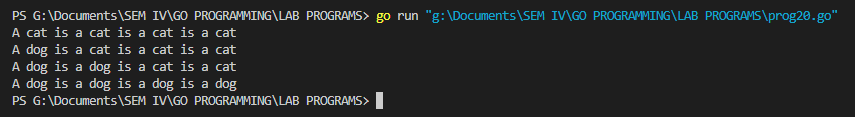 PS G:\Documents\SEM IV\GO PROGRAMMING\LAB PROGRAMS> go run "g:\Documents\SEM IV\GO PROGRAMMING\LAB PROGRAMS\prog20.go"
A cat is a cat is a cat is a cat
A dog is a cat is a cat is a cat
A dog is a dog is a cat is a cat
A dog is a dog is a dog is a dog
PS G:\Documents\SEM IV\GO PROGRAMMING\LAB PROGRAMS>